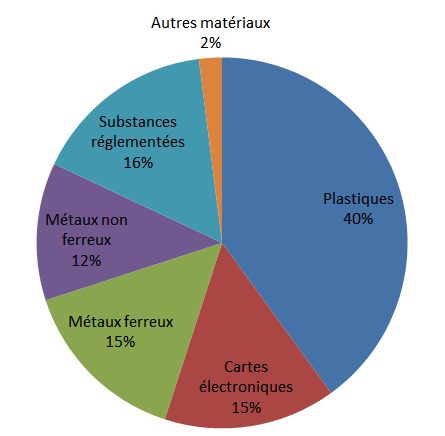 Autres matériaux
2%
Substances
réglementées
16%
Plastiques
40%
Métaux non
ferreux
12%
Métaux ferreux
15%
Cartes
électroniques
15%